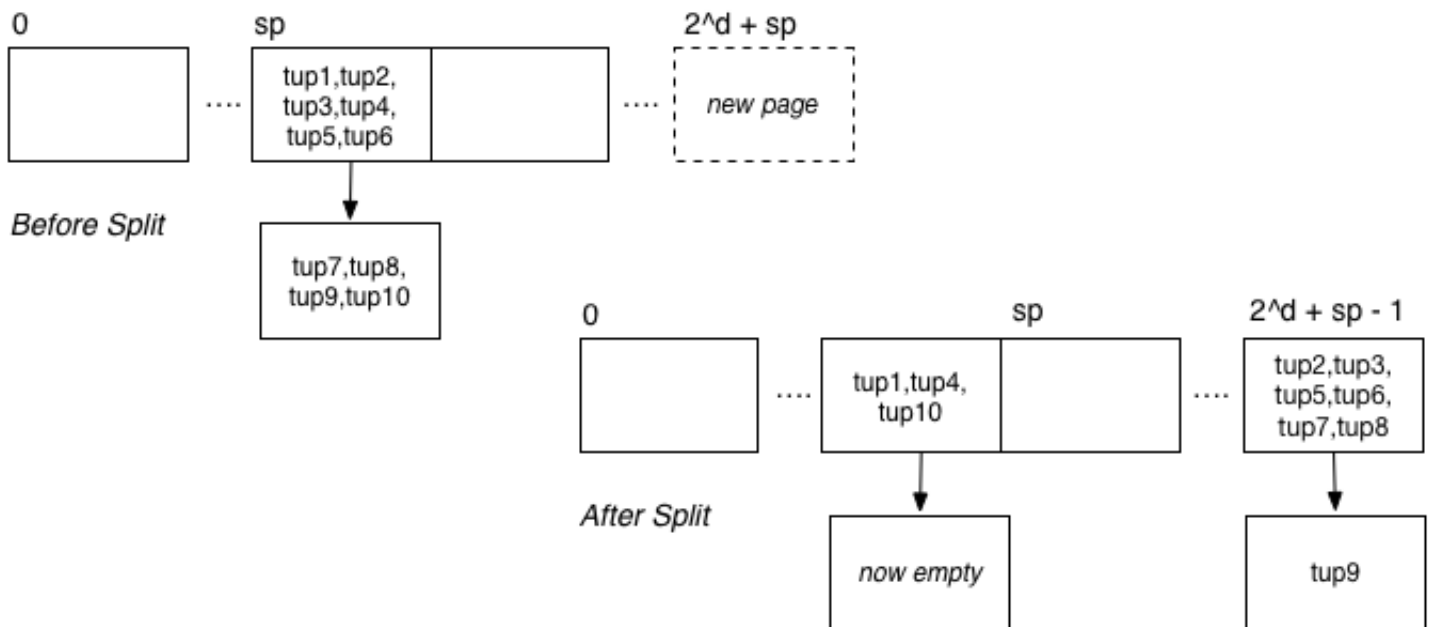 0
sp
2^d + sp
tup1,tup2,
tup3,tup4,
tup5,tup6
....
....
new page
Before Split
tup7,tup8,
tup9,tup10
0
sp
2^d + sp - 1
....
tup1,tup4,
tup10
....
tup2,tup3,
tup5,tup6,
tup7,tup8
After Split
now empty
tup9